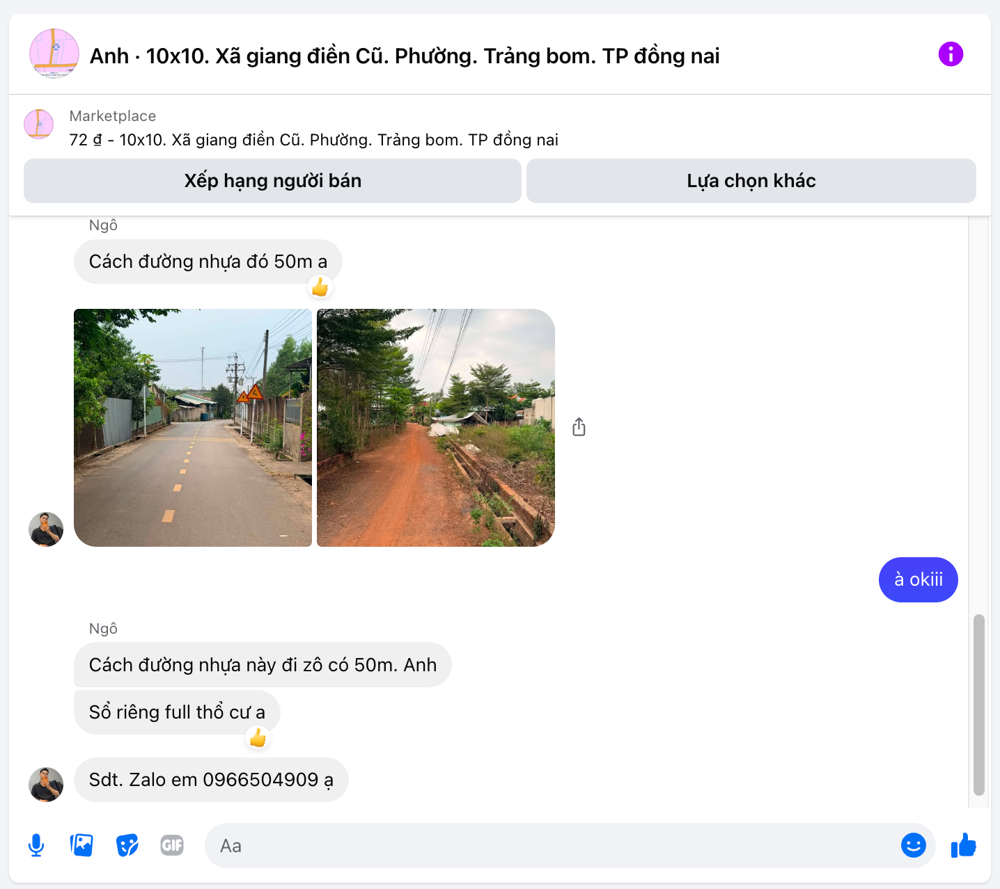 Anh · 10x10. Xã giang điền Cũ. Phường. Trảng bom. TP đồng nai
Marketplace
72 ₫ - 10x10. Xã giang điền Cũ. Phường. Trảng bom. TP đồng nai
Xếp hạng người bán
Lựa chọn khác
Ngô
Cách đường nhựa đó 50m a
à okiii
Ngô
Cách đường nhựa này đi zô có 50m. Anh
Sổ riêng full thổ cư a
Sdt. Zalo em 0966504909 ạ
GIF
Aa